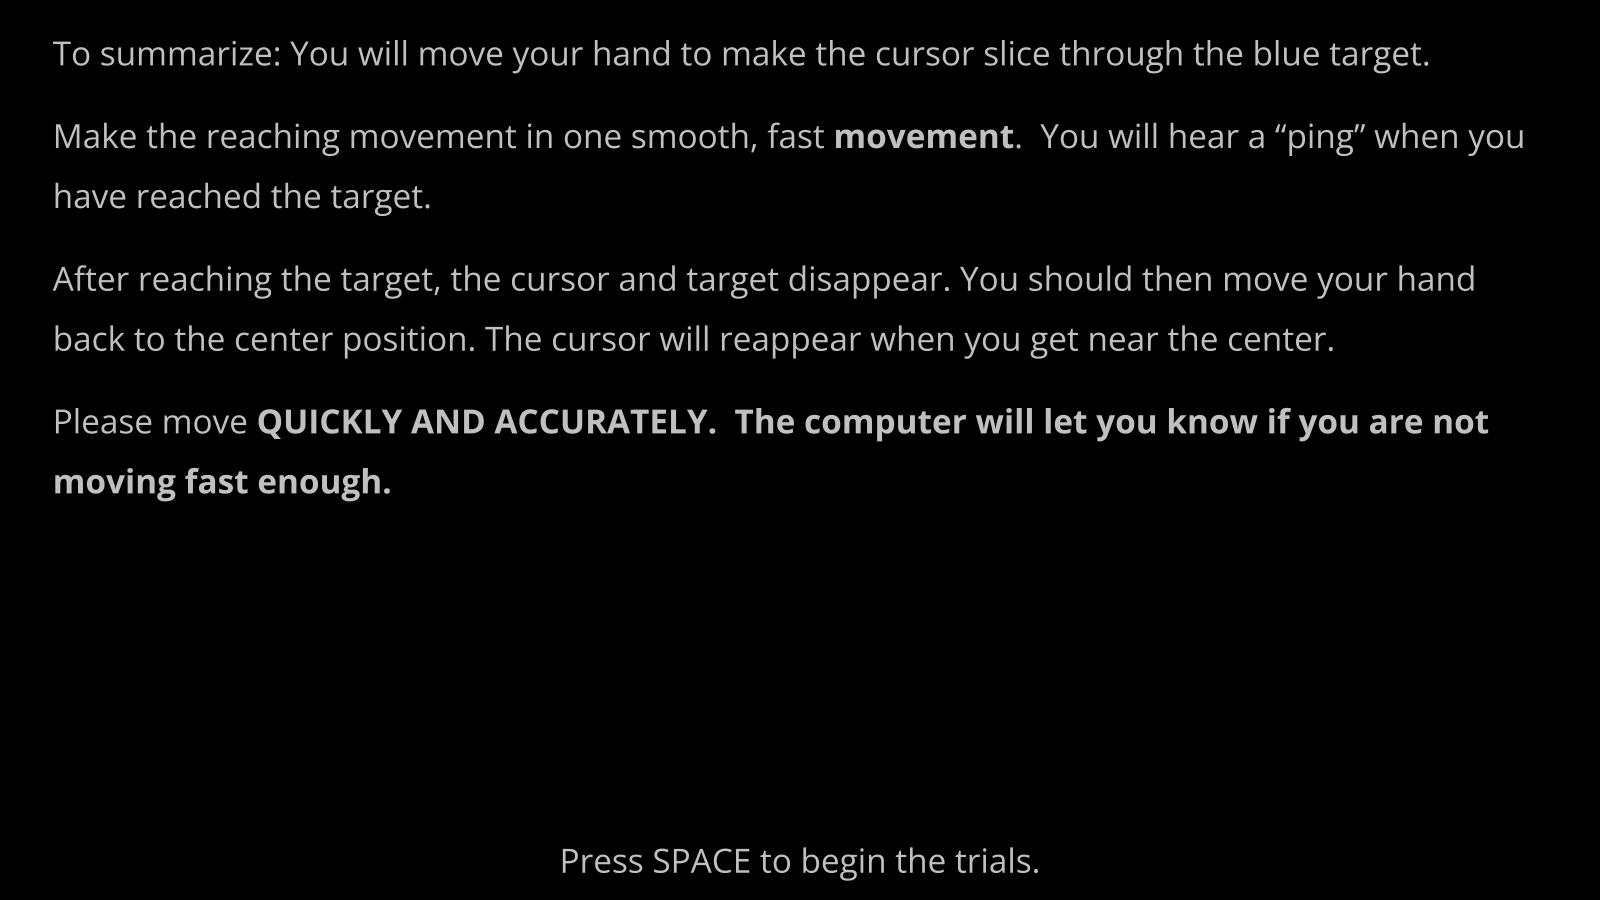 To summarize: You will move your hand to make the cursor slice through the blue target.
Make the reaching movement in one smooth, fast movement.  You will hear a “ping” when you
have reached the target.
After reaching the target, the cursor and target disappear. You should then move your hand
back to the center position. The cursor will reappear when you get near the center.
Please move QUICKLY AND ACCURATELY.  The computer will let you know if you are not
moving fast enough.
Press SPACE to begin the trials.